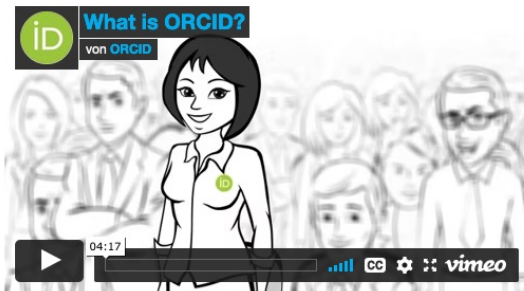 iD
What is ORCID?
von ORCID
iD
04:17
CC
vimeo